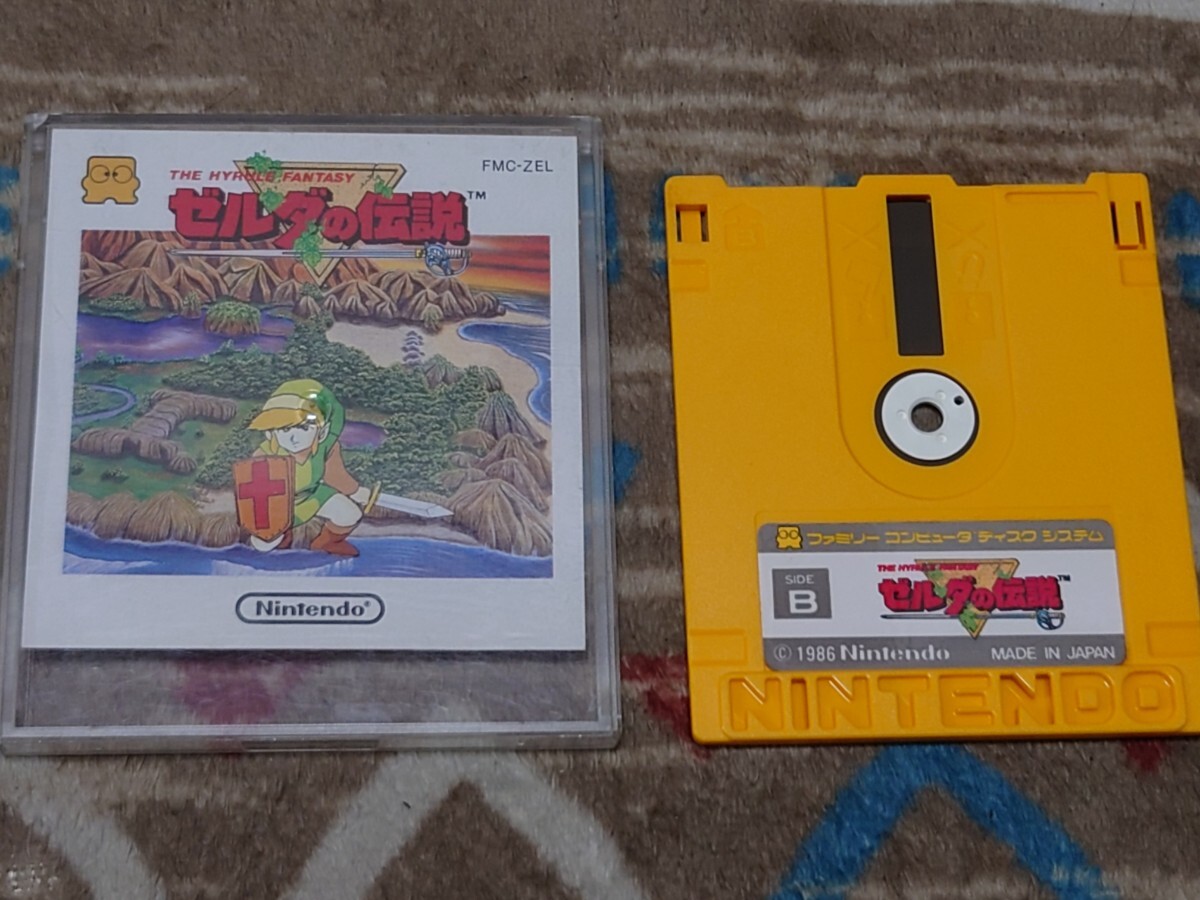 THE HYRULE FANTASY
FMC-ZEL
ゼルダの伝説™
Nintendo®
ファミリー コンピュータ ディスク システム
SIDE
B
THE HYRULE FANTASY
ゼルダの伝説™
© 1986 Nintendo MADE IN JAPAN
NINTENDO